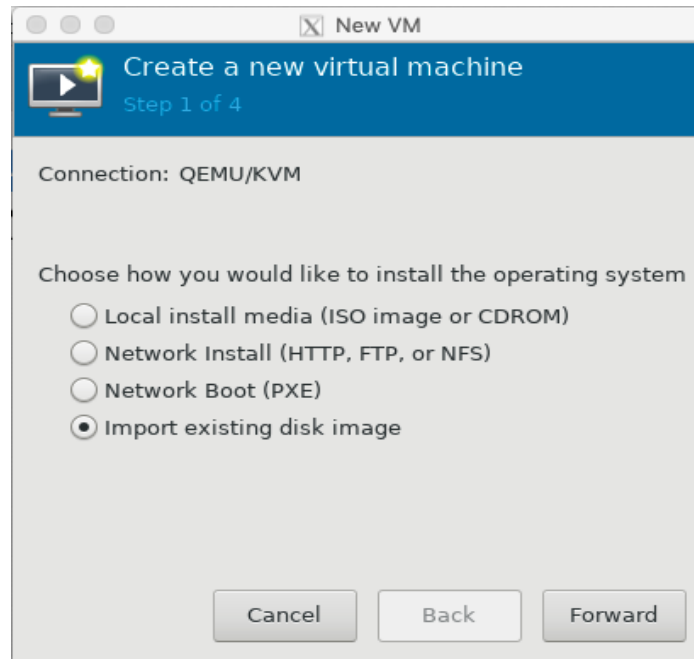 New VM
Create a new virtual machine
Step 1 of 4
Connection: QEMU/KVM
Choose how you would like to install the operating system
Local install media (ISO image or CDROM)
Network Install (HTTP, FTP, or NFS)
Network Boot (PXE)
Import existing disk image
Cancel Back Forward